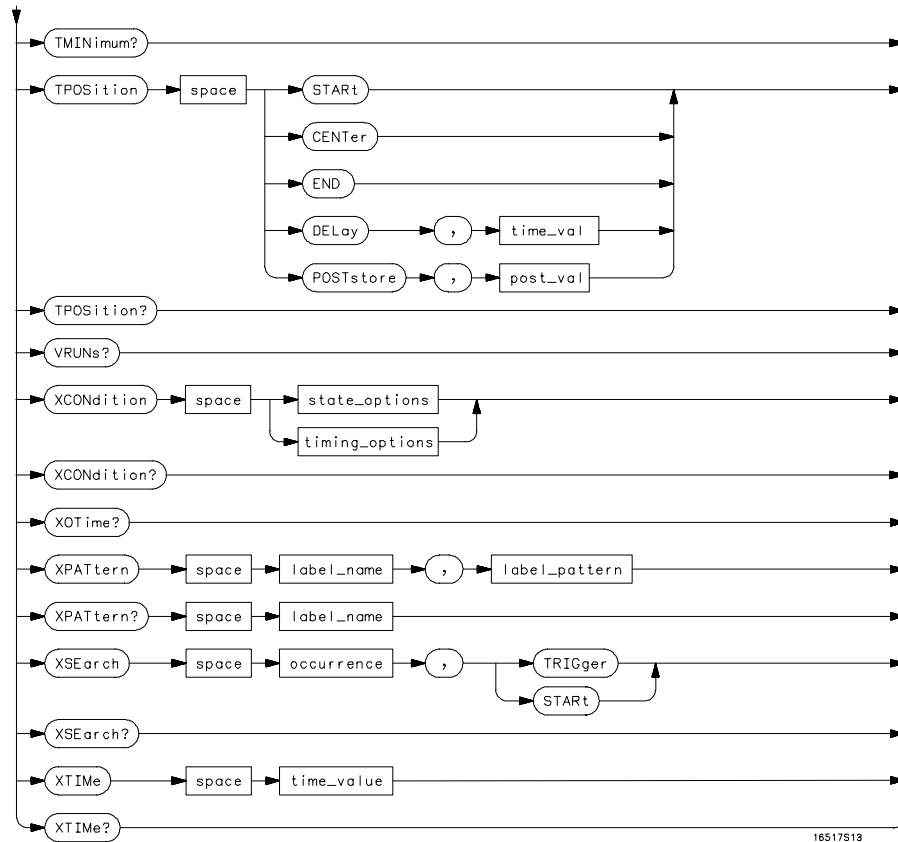 TMINimum?
TPOSition space STARt
CENTer
END
DELay , time_val
POSTstore , post_val
TPOSition?
VRUNs?
XCONdition space state_options
timing_options
XCONdition?
XOTime?
XPATtern space label_name , label_pattern
XPATtern? space label_name
XSEarch space occurrence , TRIGger
STARt
XSEarch?
XTIMe space time_value
XTIMe?
16517S13